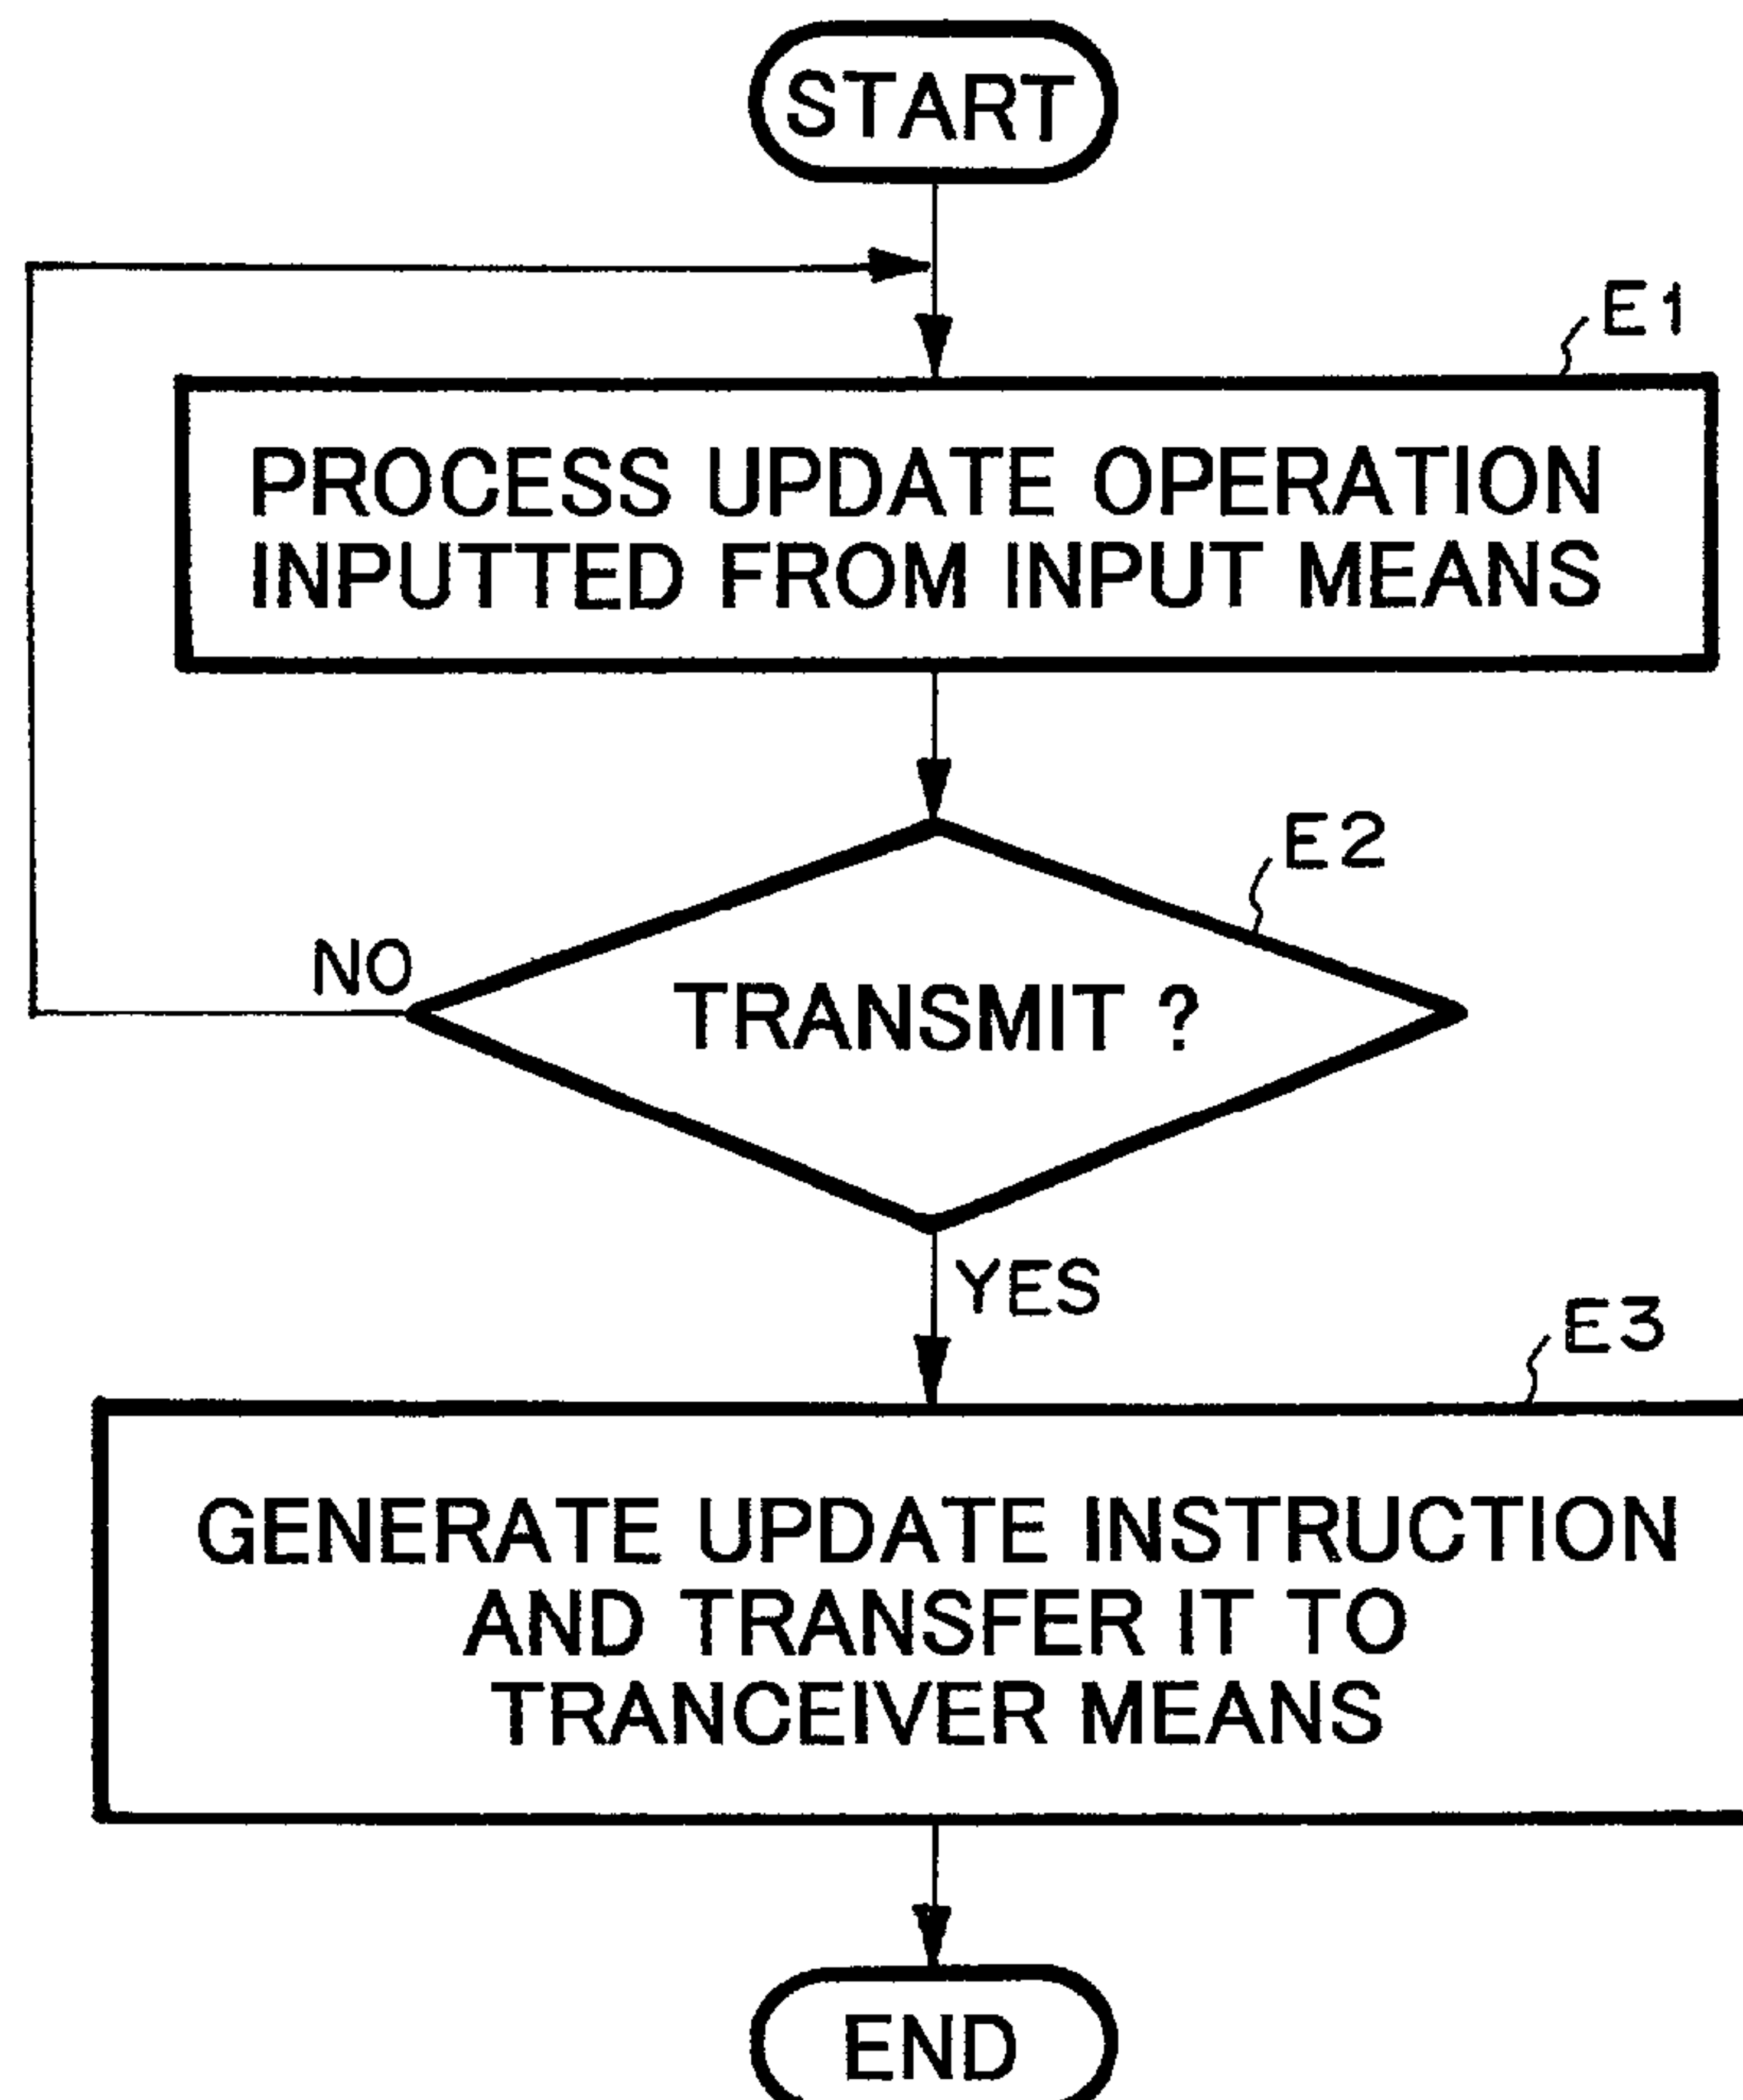 START
E1
PROCESS UPDATE OPERATION
INPUTTED FROM INPUT MEANS
E2
NO
TRANSMIT ?
YES
E3
GENERATE UPDATE INSTRUCTION
AND TRANSFER IT TO
TRANCEIVER MEANS
END